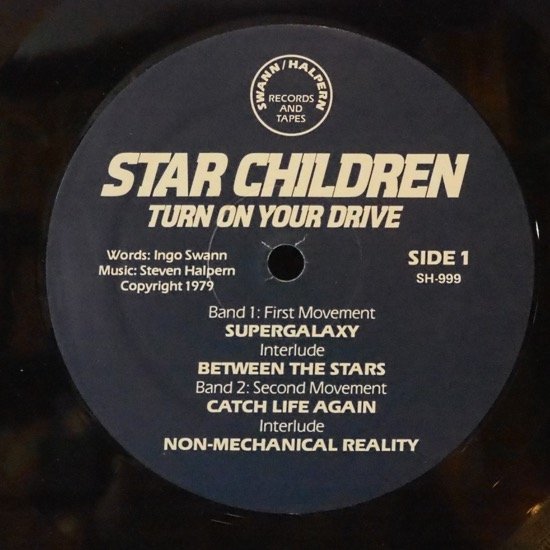 SWANN/HALPERN
RECORDS
AND
TAPES
STAR CHILDREN
TURN ON YOUR DRIVE
Words: Ingo Swann
Music: Steven Halpern
Copyright 1979
SIDE 1
SH-999
Band 1: First Movement
SUPERGALAXY
Interlude
BETWEEN THE STARS
Band 2: Second Movement
CATCH LIFE AGAIN
Interlude
NON-MECHANICAL REALITY